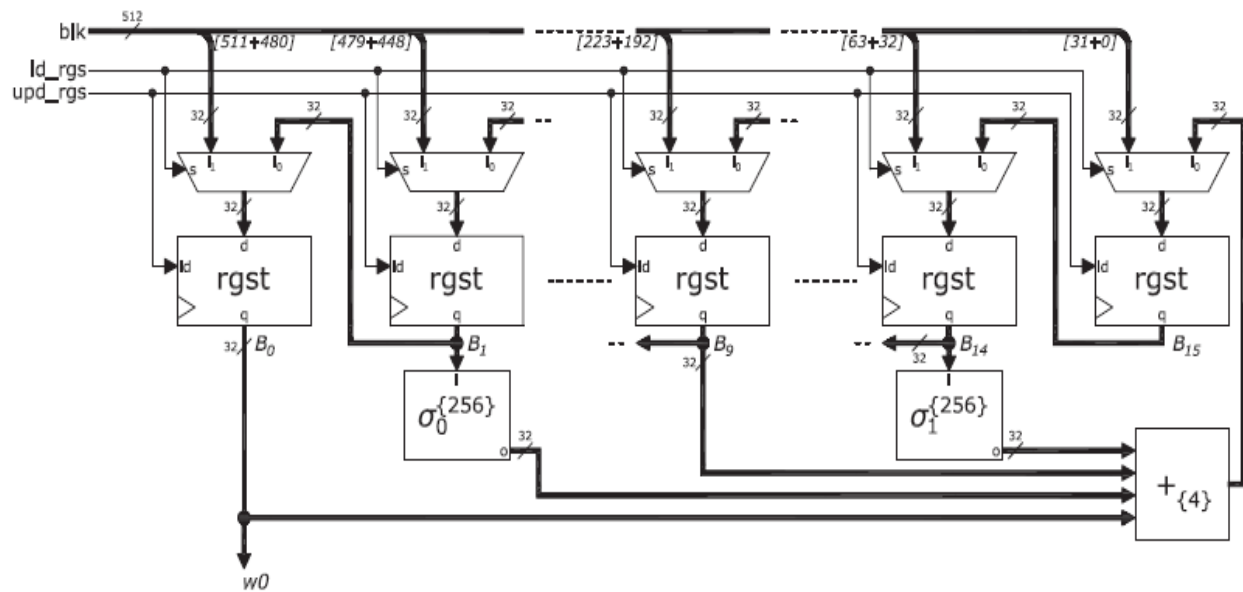 512
blk
[511÷480] [479÷448] [223÷192] [63÷32] [31÷0]
ld_rgs
upd_rgs
32 32 32 32 32 32 32 32 32
s I1 I0 s I1 I0 s I1 I0 s I1 I0 s I1 I0
32 32 32 32 32
d d d d d
ld ld ld ld ld
rgst rgst rgst rgst rgst
q q q q q
32 B0 B1 32 B9 32 B14 B15
I I
σ0{256} σ1{256}
o 32 o 32
+{4}
w0